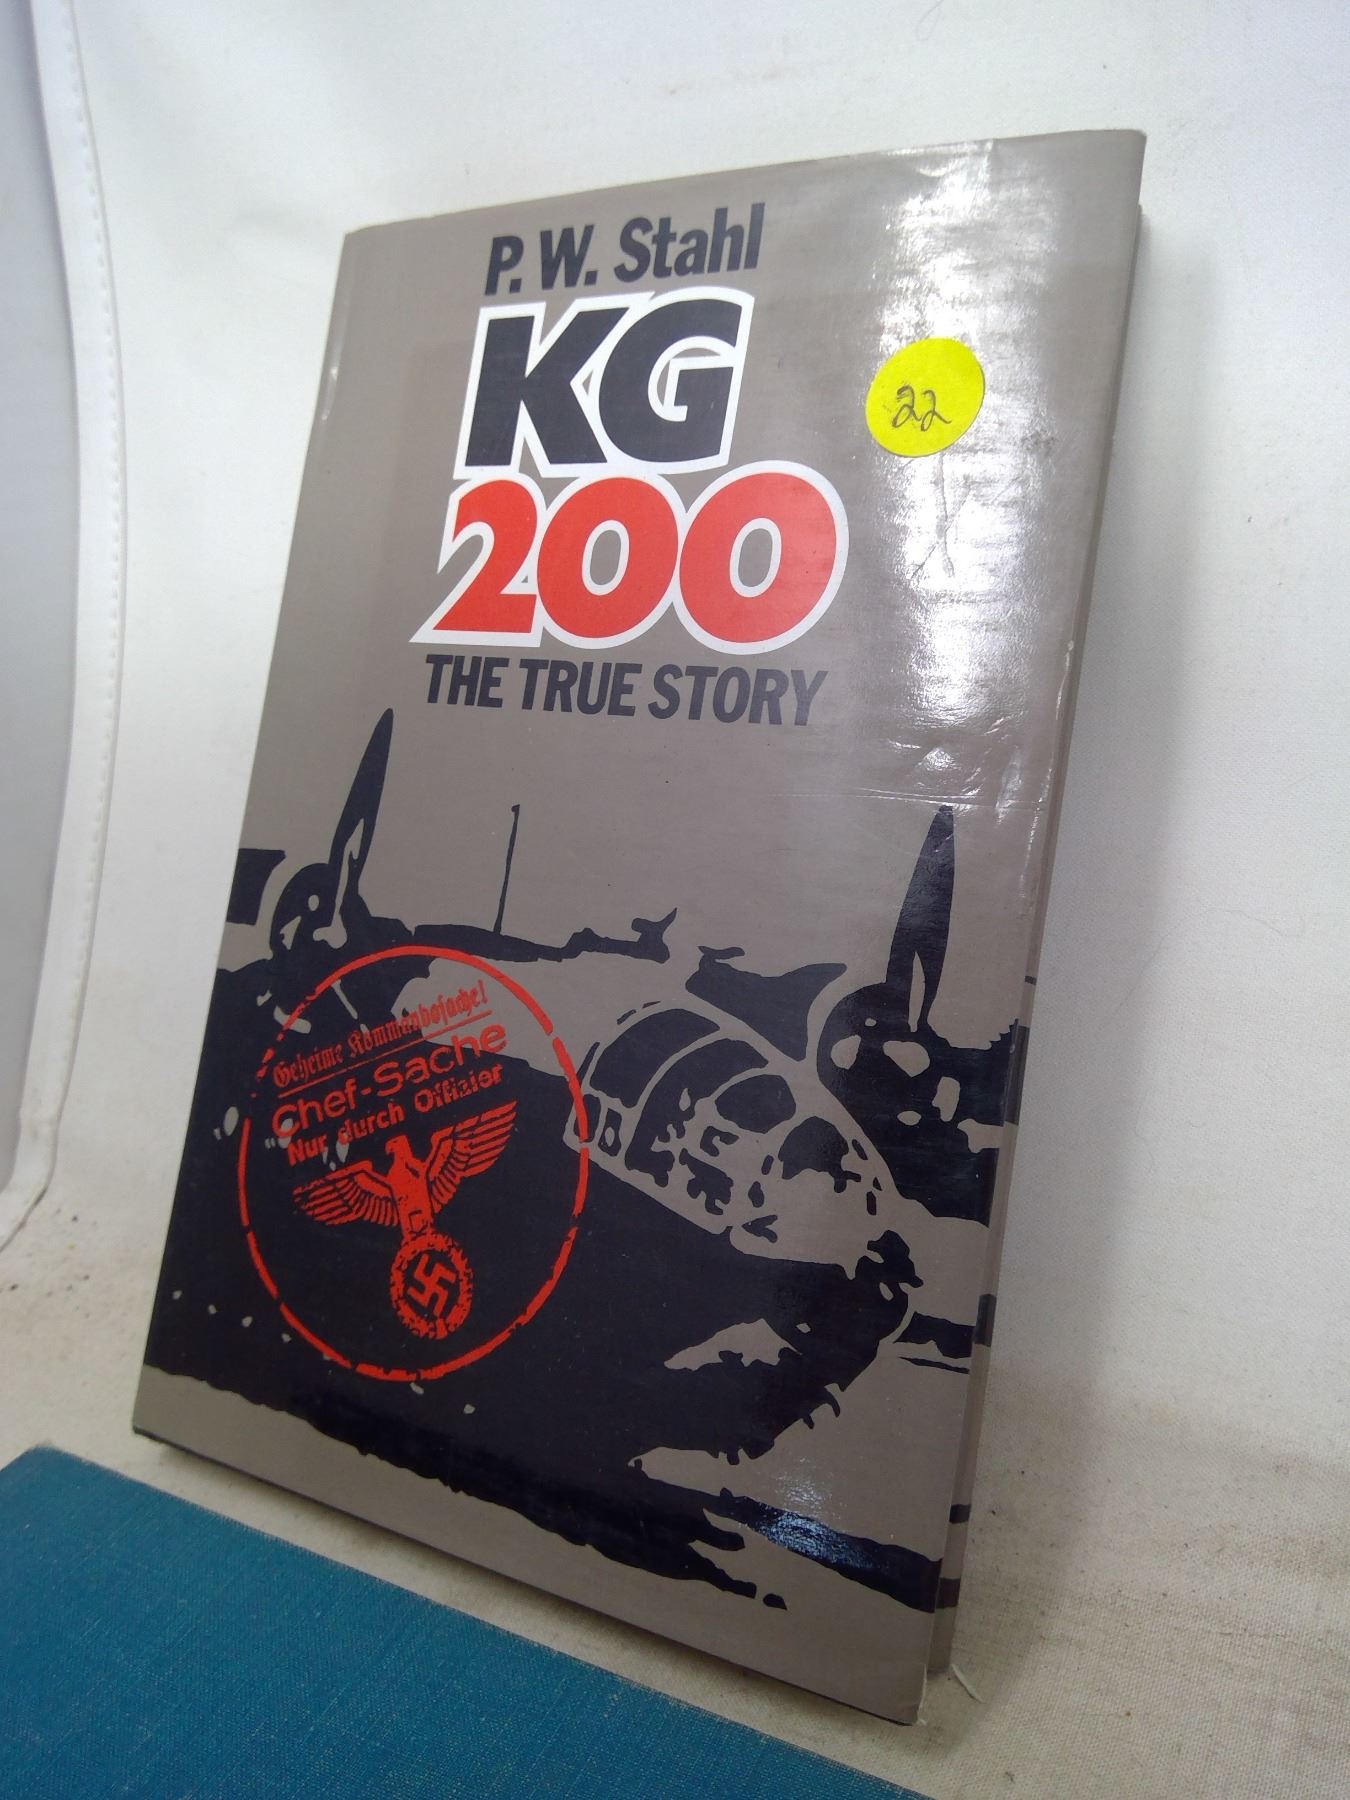 P. W. Stahl
KG
22
200
THE TRUE STORY
Geheime Kommandosache!
Chef-Sache
Nur durch Offizier